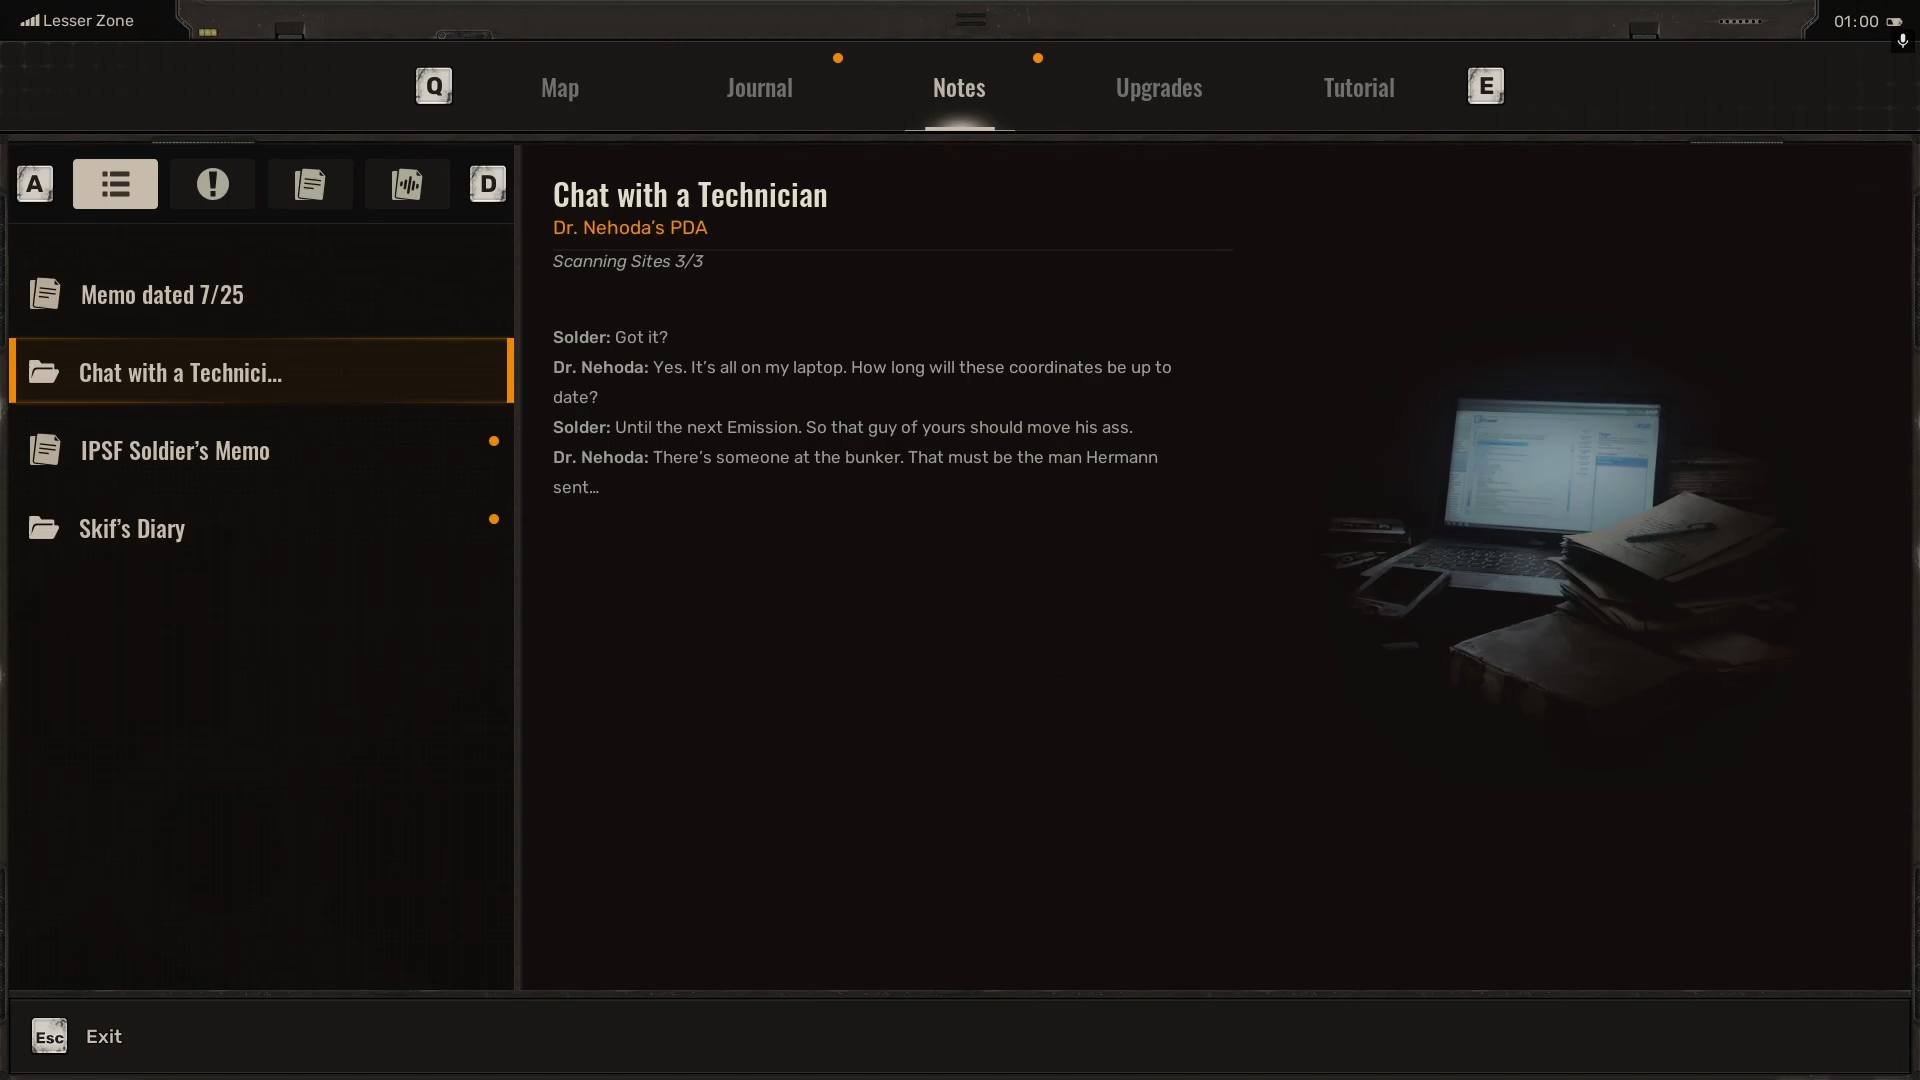 Lesser Zone
01:00
Q
Map
Journal
Notes
Upgrades
Tutorial
E
A
D
Memo dated 7/25
Chat with a Technici...
IPSF Soldier’s Memo
Skif’s Diary
Chat with a Technician
Dr. Nehoda’s PDA
Scanning Sites 3/3
Solder: Got it?
Dr. Nehoda: Yes. It’s all on my laptop. How long will these coordinates be up to
date?
Solder: Until the next Emission. So that guy of yours should move his ass.
Dr. Nehoda: There’s someone at the bunker. That must be the man Hermann
sent…
Esc
Exit